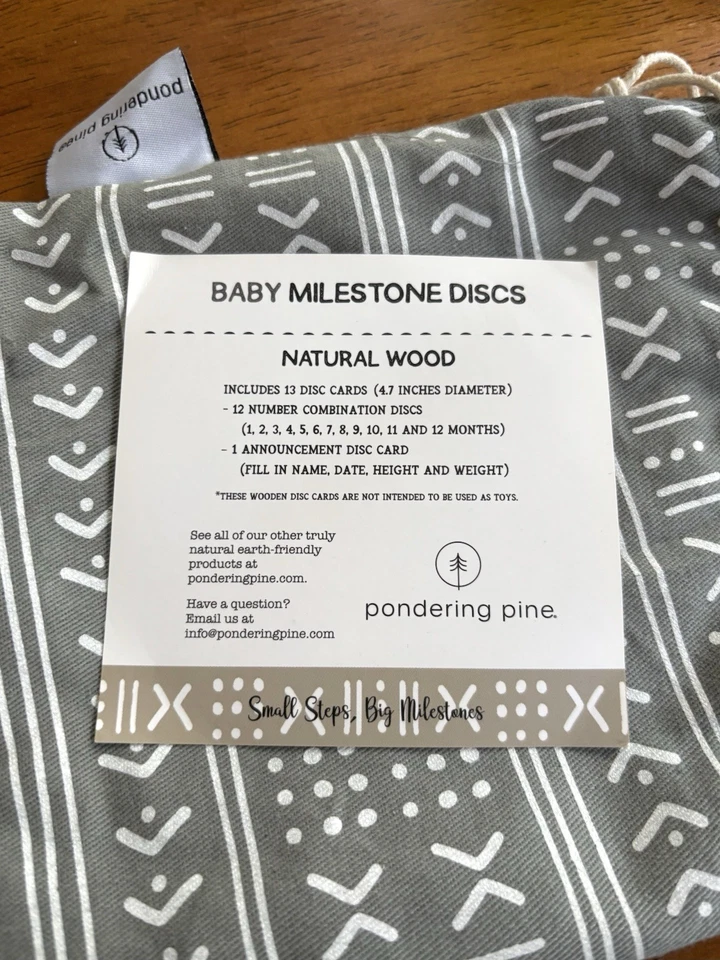 pondering pine®
BABY MILESTONE DISCS
NATURAL WOOD
INCLUDES 13 DISC CARDS (4.7 INCHES DIAMETER)
- 12 NUMBER COMBINATION DISCS
(1, 2, 3, 4, 5, 6, 7, 8, 9, 10, 11 AND 12 MONTHS)
- 1 ANNOUNCEMENT DISC CARD
(FILL IN NAME, DATE, HEIGHT AND WEIGHT)
*THESE WOODEN DISC CARDS ARE NOT INTENDED TO BE USED AS TOYS.
See all of our other truly
natural earth-friendly
products at
ponderingpine.com.
Have a question?
Email us at
info@ponderingpine.com
pondering pine®
Small Steps, Big Milestones